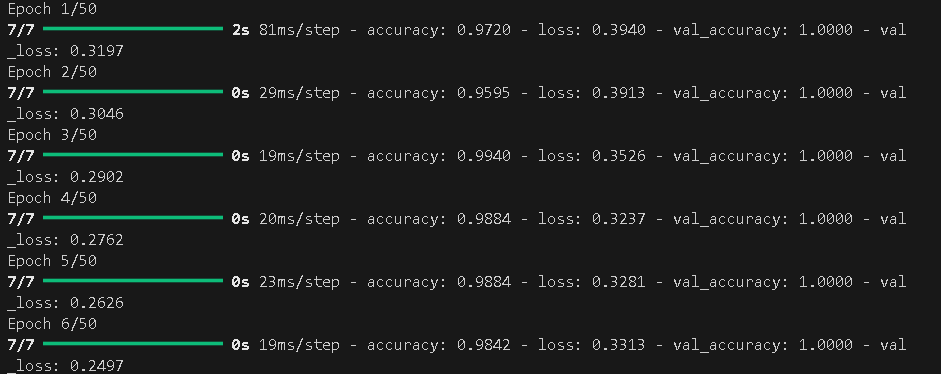 Epoch 1/50
7/7 2s 81ms/step - accuracy: 0.9720 - loss: 0.3940 - val_accuracy: 1.0000 - val
_loss: 0.3197
Epoch 2/50
7/7 0s 29ms/step - accuracy: 0.9595 - loss: 0.3913 - val_accuracy: 1.0000 - val
_loss: 0.3046
Epoch 3/50
7/7 0s 19ms/step - accuracy: 0.9940 - loss: 0.3526 - val_accuracy: 1.0000 - val
_loss: 0.2902
Epoch 4/50
7/7 0s 20ms/step - accuracy: 0.9884 - loss: 0.3237 - val_accuracy: 1.0000 - val
_loss: 0.2762
Epoch 5/50
7/7 0s 23ms/step - accuracy: 0.9884 - loss: 0.3281 - val_accuracy: 1.0000 - val
_loss: 0.2626
Epoch 6/50
7/7 0s 19ms/step - accuracy: 0.9842 - loss: 0.3313 - val_accuracy: 1.0000 - val
_loss: 0.2497